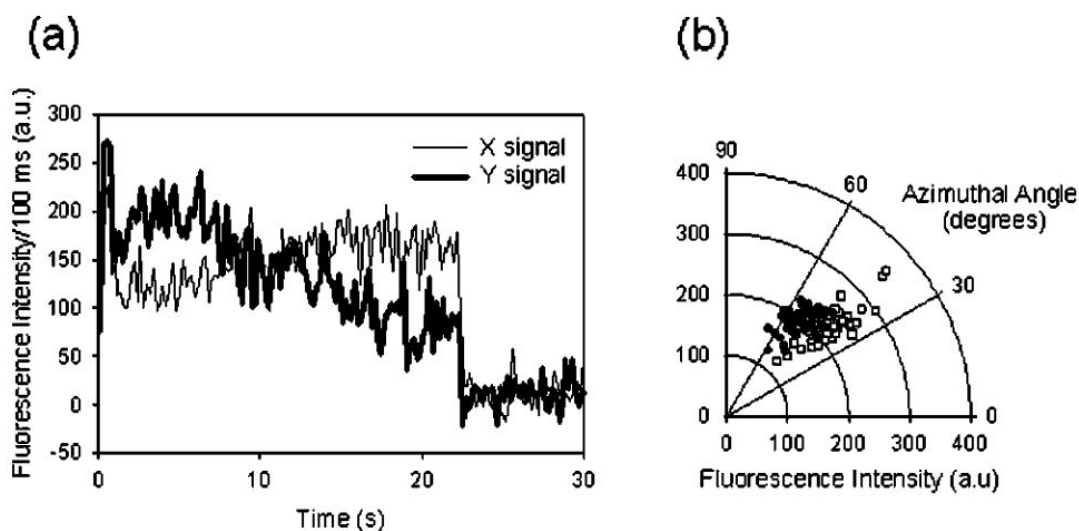 (a)
Fluorescence Intensity/100 ms (a.u.)
300
250
200
150
100
50
0
-50
X signal
Y signal
0
10
20
30
Time (s)
(b)
90
400
300
200
100
0
60
Azimuthal Angle
(degrees)
30
0
0
100
200
300
400
Fluorescence Intensity (a.u)